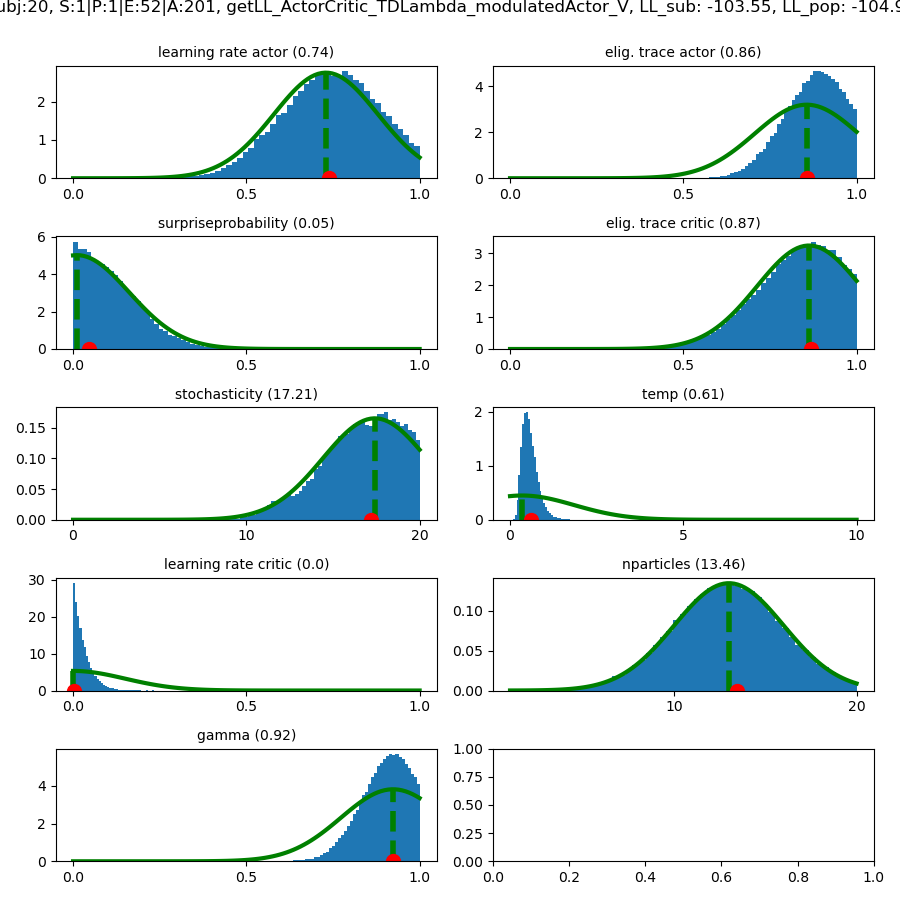 ubj:20, S:1|P:1|E:52|A:201, getLL_ActorCritic_TDLambda_modulatedActor_V, LL_sub: -103.55, LL_pop: -104.9
learning rate actor (0.74)
2
1
0
0.0 0.5 1.0
elig. trace actor (0.86)
4
2
0
0.0 0.5 1.0
surpriseprobability (0.05)
6
4
2
0
0.0 0.5 1.0
elig. trace critic (0.87)
3
2
1
0
0.0 0.5 1.0
stochasticity (17.21)
0.15
0.10
0.05
0.00
0 10 20
temp (0.61)
2
1
0
0 5 10
learning rate critic (0.0)
30
20
10
0
0.0 0.5 1.0
nparticles (13.46)
0.10
0.05
0.00
10 20
gamma (0.92)
4
2
0
0.0 0.5 1.0
1.00
0.75
0.50
0.25
0.00
0.0 0.2 0.4 0.6 0.8 1.0